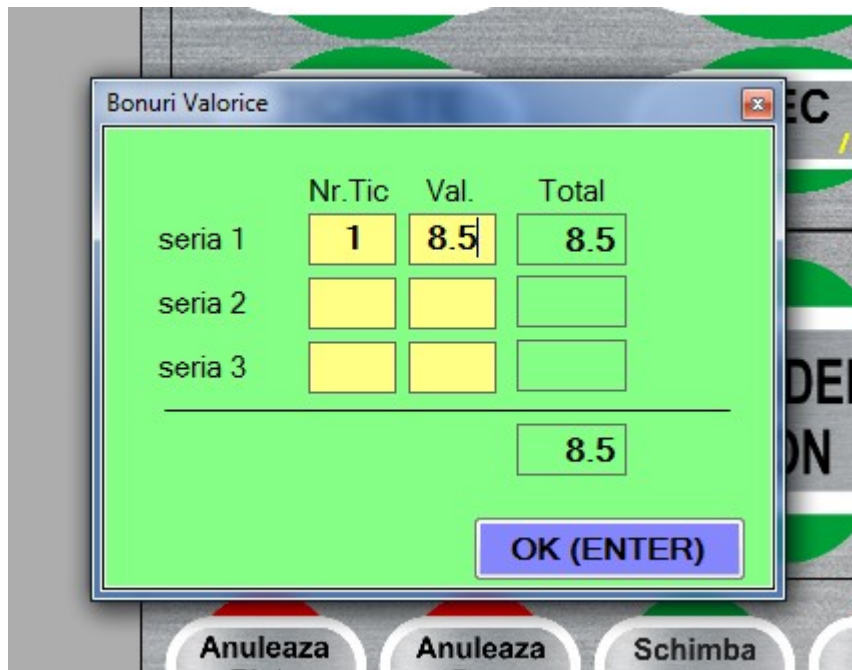 Bonuri Valorice
EC
Nr.Tic Val. Total
seria 1 1 8.5 8.5
seria 2
seria 3
8.5
OK (ENTER)
Anuleaza Anuleaza Schimba